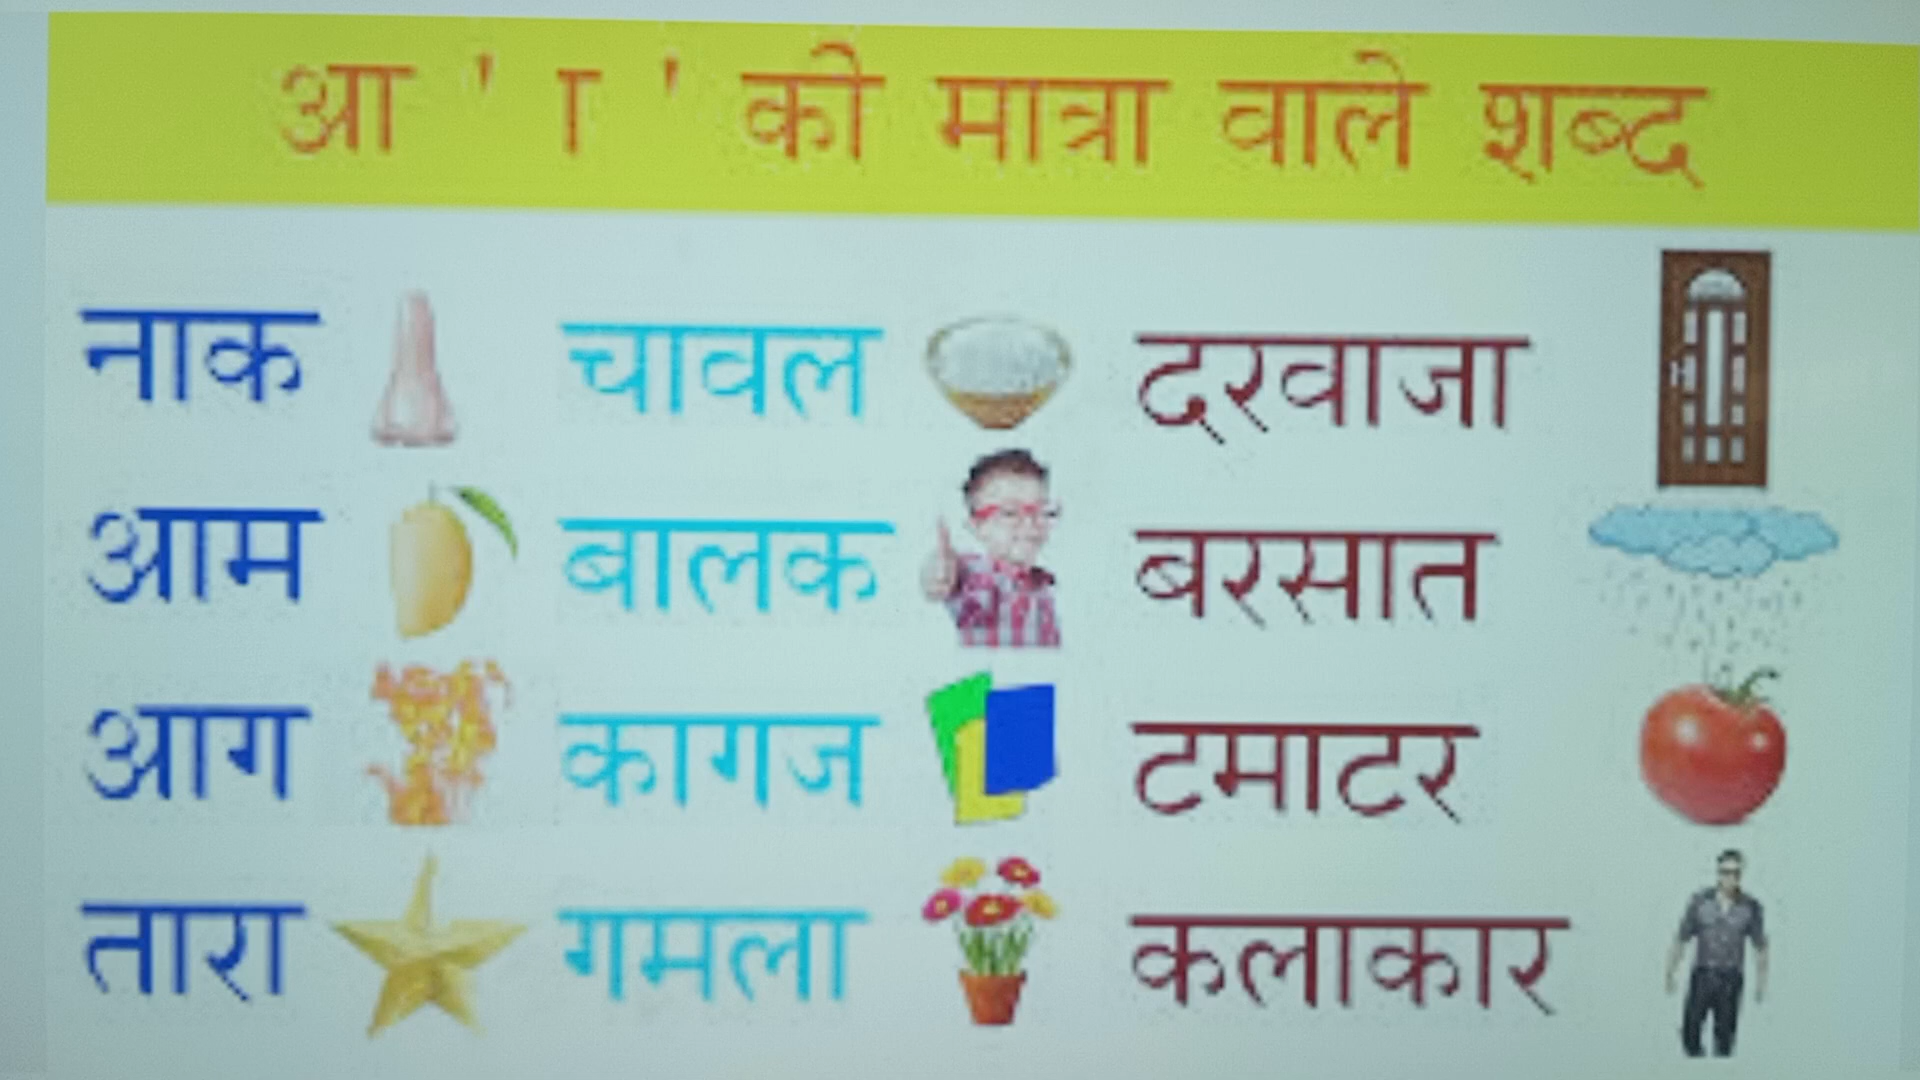 आ ' ा ' की मात्रा वाले शब्द
नाक चावल दरवाजा
आम बालक बरसात
आग कागज टमाटर
तारा गमला कलाकार